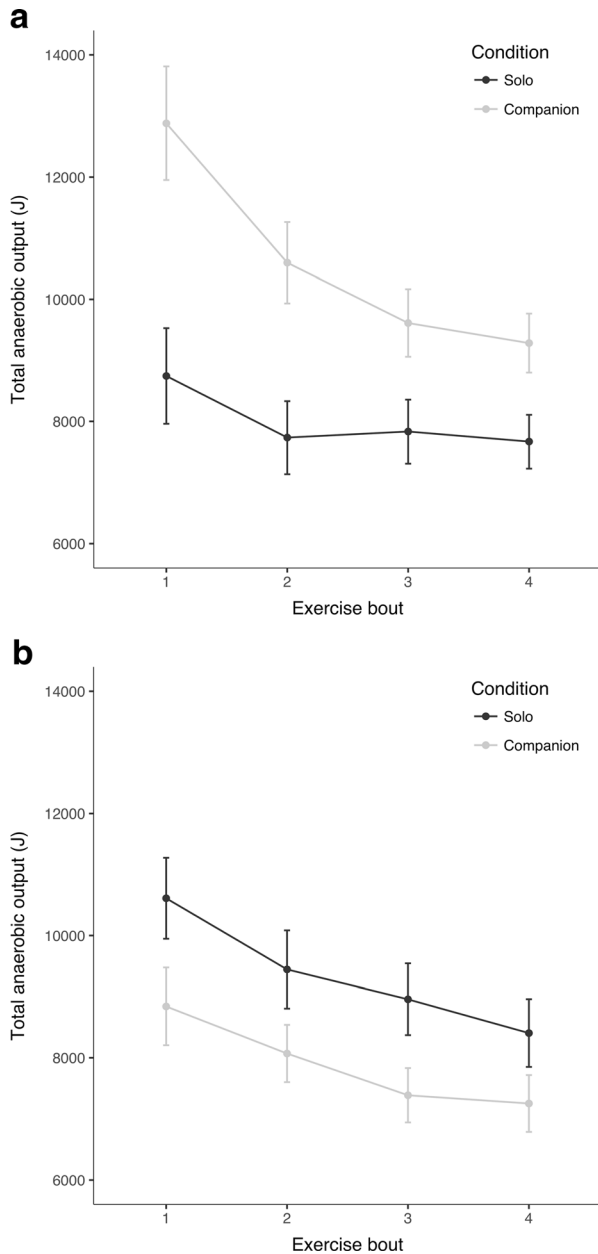 a
14000
12000
10000
8000
6000
Total anaerobic output (J)
Condition
Solo
Companion
1 2 3 4
Exercise bout
b
14000
12000
10000
8000
6000
Total anaerobic output (J)
Condition
Solo
Companion
1 2 3 4
Exercise bout